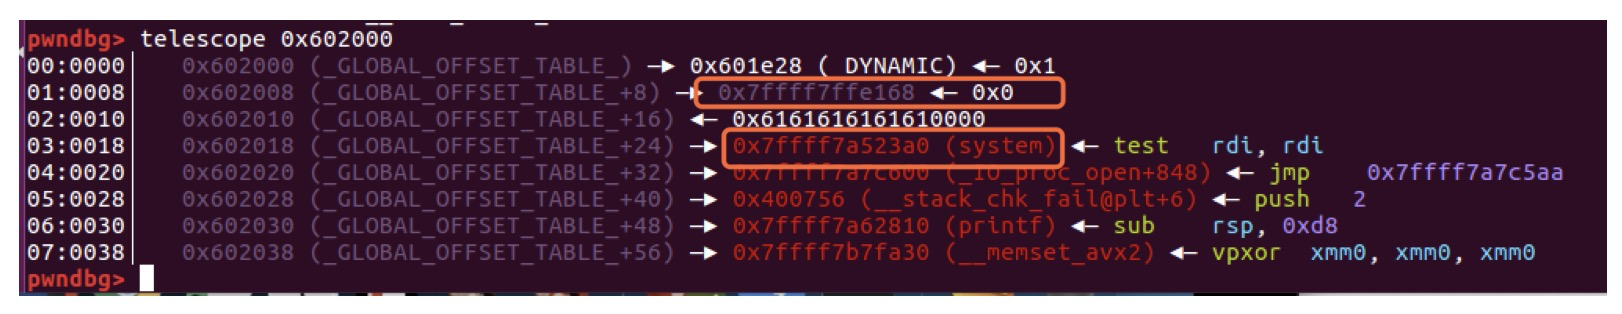 pwndbg> telescope 0x602000
00:0000│ 0x602000 (_GLOBAL_OFFSET_TABLE_) —▸ 0x601e28 (_DYNAMIC) ◂— 0x1
01:0008│ 0x602008 (_GLOBAL_OFFSET_TABLE_+8) —▸ 0x7ffff7ffe168 ◂— 0x0
02:0010│ 0x602010 (_GLOBAL_OFFSET_TABLE_+16) ◂— 0x6161616161610000
03:0018│ 0x602018 (_GLOBAL_OFFSET_TABLE_+24) —▸ 0x7ffff7a523a0 (system) ◂— test rdi, rdi
04:0020│ 0x602020 (_GLOBAL_OFFSET_TABLE_+32) —▸ 0x7ffff7a7c600 (_IO_proc_open+848) ◂— jmp 0x7ffff7a7c5aa
05:0028│ 0x602028 (_GLOBAL_OFFSET_TABLE_+40) —▸ 0x400756 (__stack_chk_fail@plt+6) ◂— push 2
06:0030│ 0x602030 (_GLOBAL_OFFSET_TABLE_+48) —▸ 0x7ffff7a62810 (printf) ◂— sub rsp, 0xd8
07:0038│ 0x602038 (_GLOBAL_OFFSET_TABLE_+56) —▸ 0x7ffff7b7fa30 (__memset_avx2) ◂— vpxor xmm0, xmm0, xmm0
pwndbg>